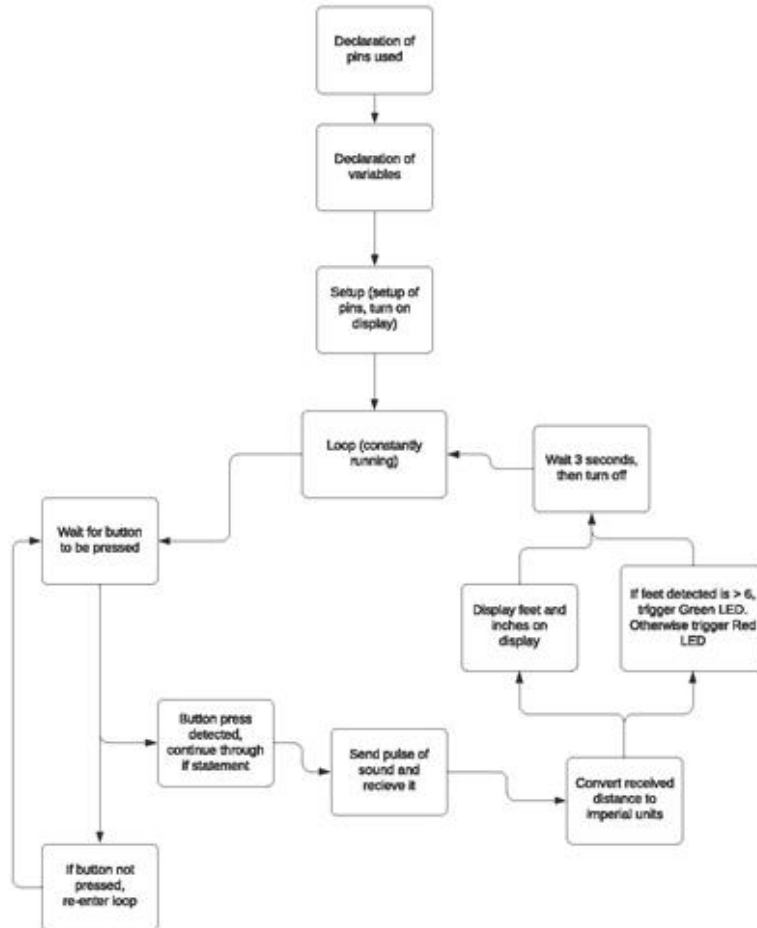 Declaration of
pins used
Declaration of
variables
Setup (setup of
pins, turn on
display)
Loop (constantly
running)
Wait 3 seconds,
then turn off
Wait for button
to be pressed
Display feet and
inches on
display
If feet detected is > 6,
trigger Green LED.
Otherwise trigger Red
LED
Button press
detected,
continue through
if statement
Send pulse of
sound and
recieve it
Convert received
distance to
imperial units
If button not
pressed,
re-enter loop